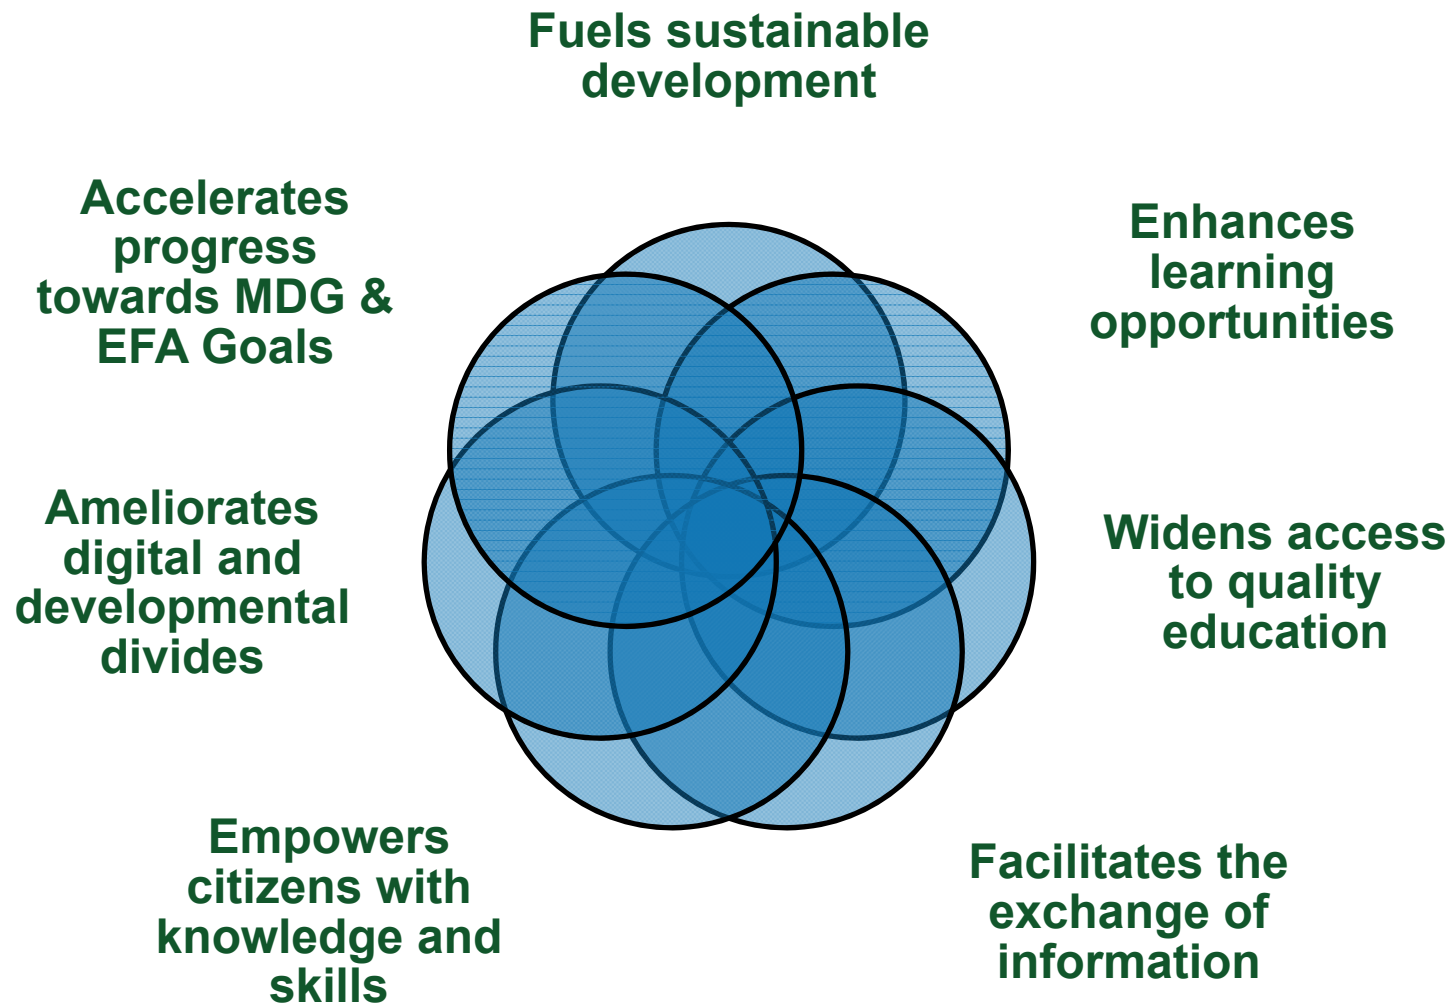 Fuels sustainable
development
Accelerates
progress
towards MDG &
EFA Goals
Enhances
learning
opportunities
Ameliorates
digital and
developmental
divides
Widens access
to quality
education
Empowers
citizens with
knowledge and
skills
Facilitates the
exchange of
information